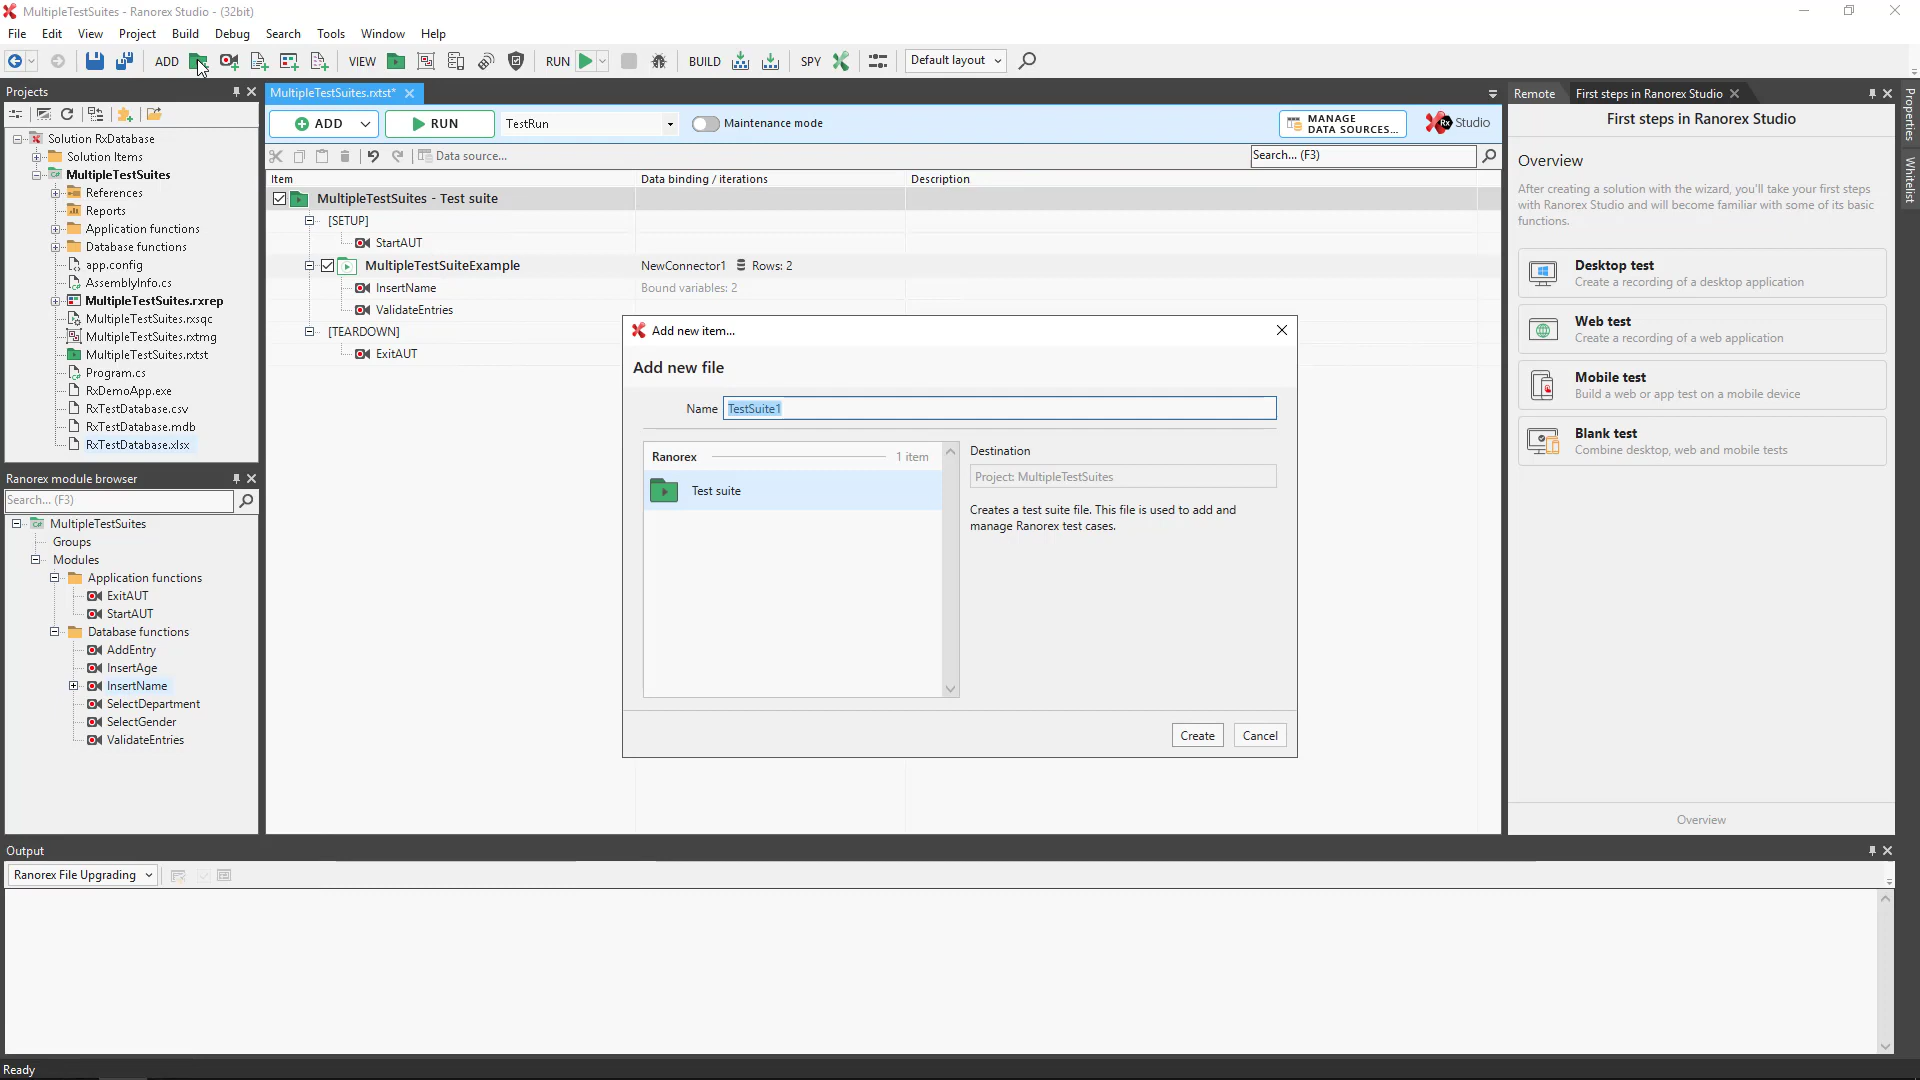 MultipleTestSuites - Ranorex Studio - (32bit)
File Edit View Project Build Debug Search Tools Window Help
ADD VIEW RUN BUILD SPY Default layout
Projects
Solution RxDatabase
Solution Items
MultipleTestSuites
References
Reports
Application functions
Database functions
app.config
AssemblyInfo.cs
MultipleTestSuites.rxrep
MultipleTestSuites.rxsqc
MultipleTestSuites.rxtmg
MultipleTestSuites.rxtst
Program.cs
RxDemoApp.exe
RxTestDatabase.csv
RxTestDatabase.mdb
RxTestDatabase.xlsx
Ranorex module browser
Search... (F3)
MultipleTestSuites
Groups
Modules
Application functions
ExitAUT
StartAUT
Database functions
AddEntry
InsertAge
InsertName
SelectDepartment
SelectGender
ValidateEntries
MultipleTestSuites.rxtst*
ADD RUN TestRun Maintenance mode MANAGE DATA SOURCES... Rx Studio
Data source... Search... (F3)
Item Data binding / iterations Description
MultipleTestSuites - Test suite
[SETUP]
StartAUT
MultipleTestSuiteExample NewConnector1 Rows: 2
InsertName Bound variables: 2
ValidateEntries
[TEARDOWN]
ExitAUT
Add new item...
Add new file
Name TestSuite1
Ranorex 1 item
Test suite
Destination
Project: MultipleTestSuites
Creates a test suite file. This file is used to add and
manage Ranorex test cases.
Create Cancel
Remote First steps in Ranorex Studio
First steps in Ranorex Studio
Overview
After creating a solution with the wizard, you'll take your first steps
with Ranorex Studio and will become familiar with some of its basic
functions.
Desktop test
Create a recording of a desktop application
Web test
Create a recording of a web application
Mobile test
Build a web or app test on a mobile device
Blank test
Combine desktop, web and mobile tests
Overview
Properties
Whitelist
Output
Ranorex File Upgrading
Ready